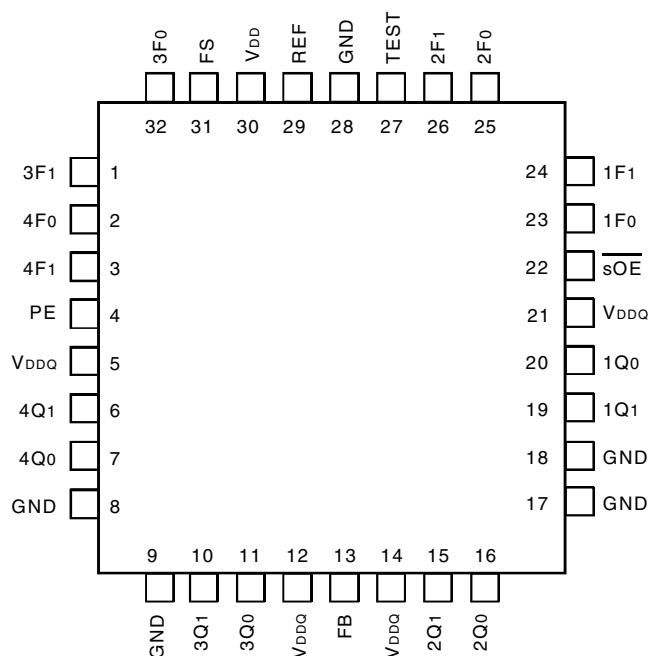 3F0 FS VDD REF GND TEST 2F1 2F0
32 31 30 29 28 27 26 25
3F1 1 24 1F1
4F0 2 23 1F0
4F1 3 22 sOE
PE 4 21 VDDQ
VDDQ 5 20 1Q0
4Q1 6 19 1Q1
4Q0 7 18 GND
GND 8 17 GND
9 10 11 12 13 14 15 16
GND 3Q1 3Q0 VDDQ FB VDDQ 2Q1 2Q0